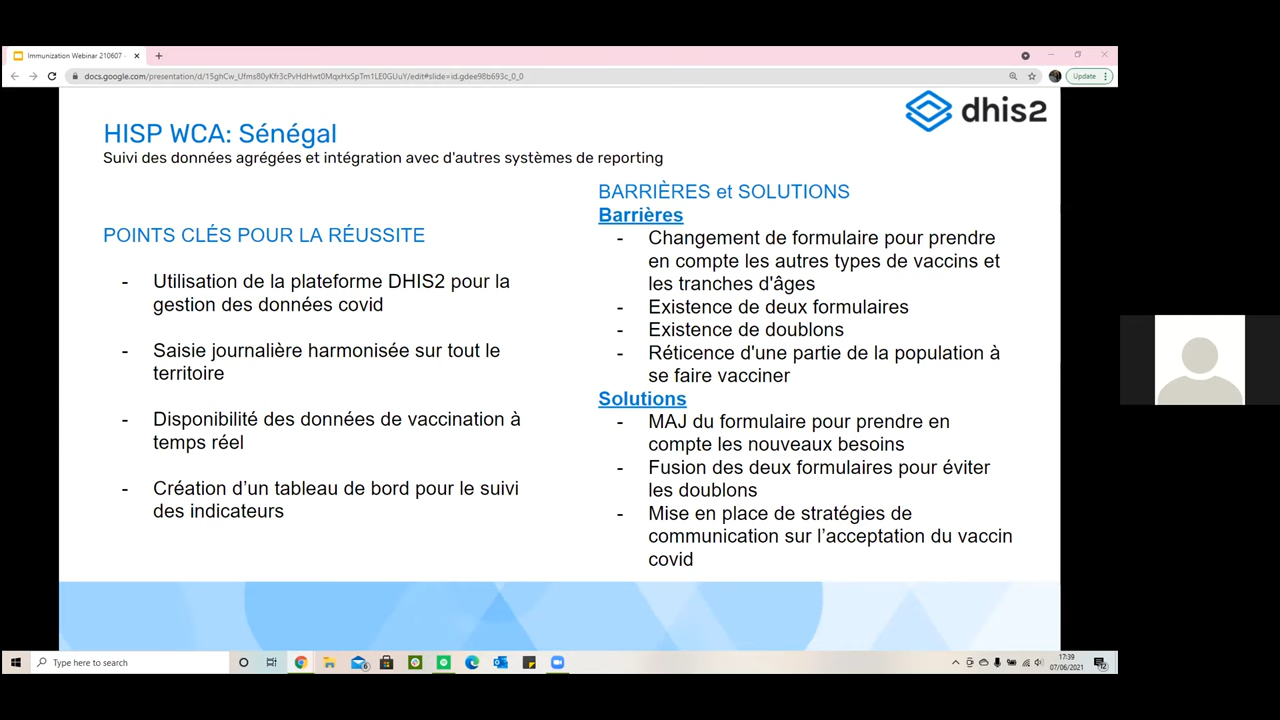 Immunization Webinar 210607 -
docs.google.com/presentation/d/15ghCw_Ufms80yKfr3cPvHdHwt0MqxHxSpTm1LE0GUuY/edit#slide=id.gdee98b693c_0_0
Update
dhis2
HISP WCA: Sénégal
Suivi des données agrégées et intégration avec d'autres systèmes de reporting
POINTS CLÉS POUR LA RÉUSSITE
- Utilisation de la plateforme DHIS2 pour la
gestion des données covid
- Saisie journalière harmonisée sur tout le
territoire
- Disponibilité des données de vaccination à
temps réel
- Création d’un tableau de bord pour le suivi
des indicateurs
BARRIÈRES et SOLUTIONS
Barrières
- Changement de formulaire pour prendre
en compte les autres types de vaccins et
les tranches d'âges
- Existence de deux formulaires
- Existence de doublons
- Réticence d'une partie de la population à
se faire vacciner
Solutions
- MAJ du formulaire pour prendre en
compte les nouveaux besoins
- Fusion des deux formulaires pour éviter
les doublons
- Mise en place de stratégies de
communication sur l’acceptation du vaccin
covid
Type here to search
17:39
07/06/2021